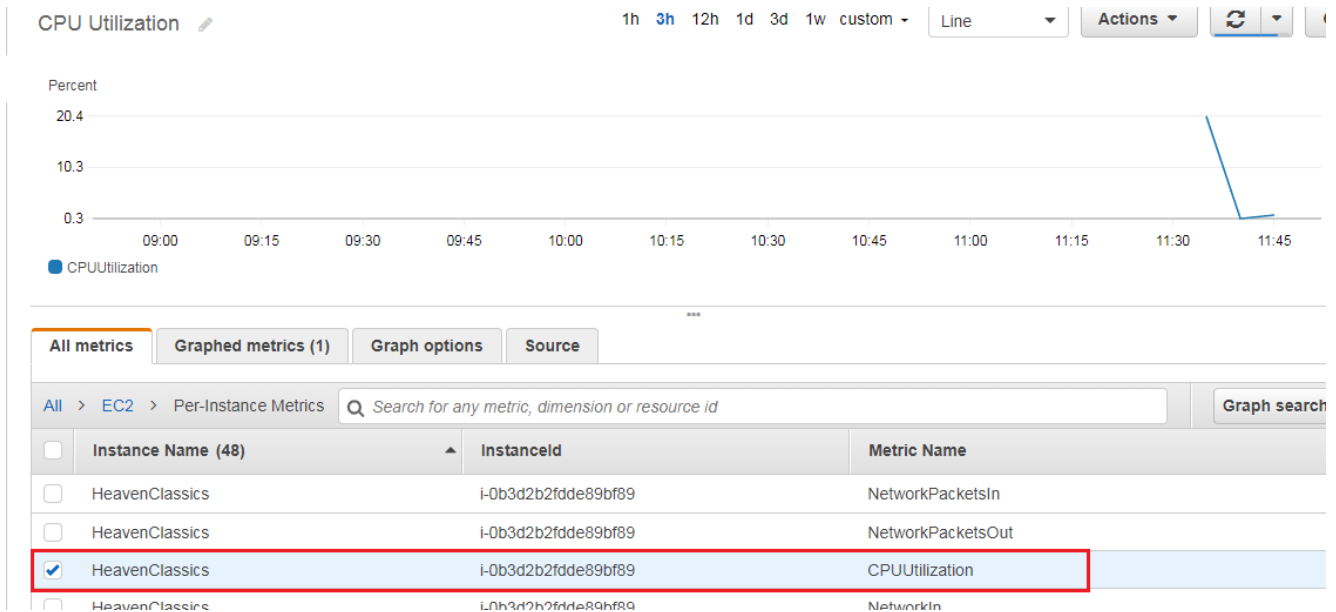 CPU Utilization 1h 3h 12h 1d 3d 1w custom Line Actions
Percent
20.4
10.3
0.3
09:00 09:15 09:30 09:45 10:00 10:15 10:30 10:45 11:00 11:15 11:30 11:45
CPUUtilization
All metrics Graphed metrics (1) Graph options Source
All > EC2 > Per-Instance Metrics Search for any metric, dimension or resource id Graph search
Instance Name (48) InstanceId Metric Name
HeavenClassics i-0b3d2b2fdde89bf89 NetworkPacketsIn
HeavenClassics i-0b3d2b2fdde89bf89 NetworkPacketsOut
HeavenClassics i-0b3d2b2fdde89bf89 CPUUtilization
HeavenClassics i-0b3d2b2fdde89bf89 NetworkIn